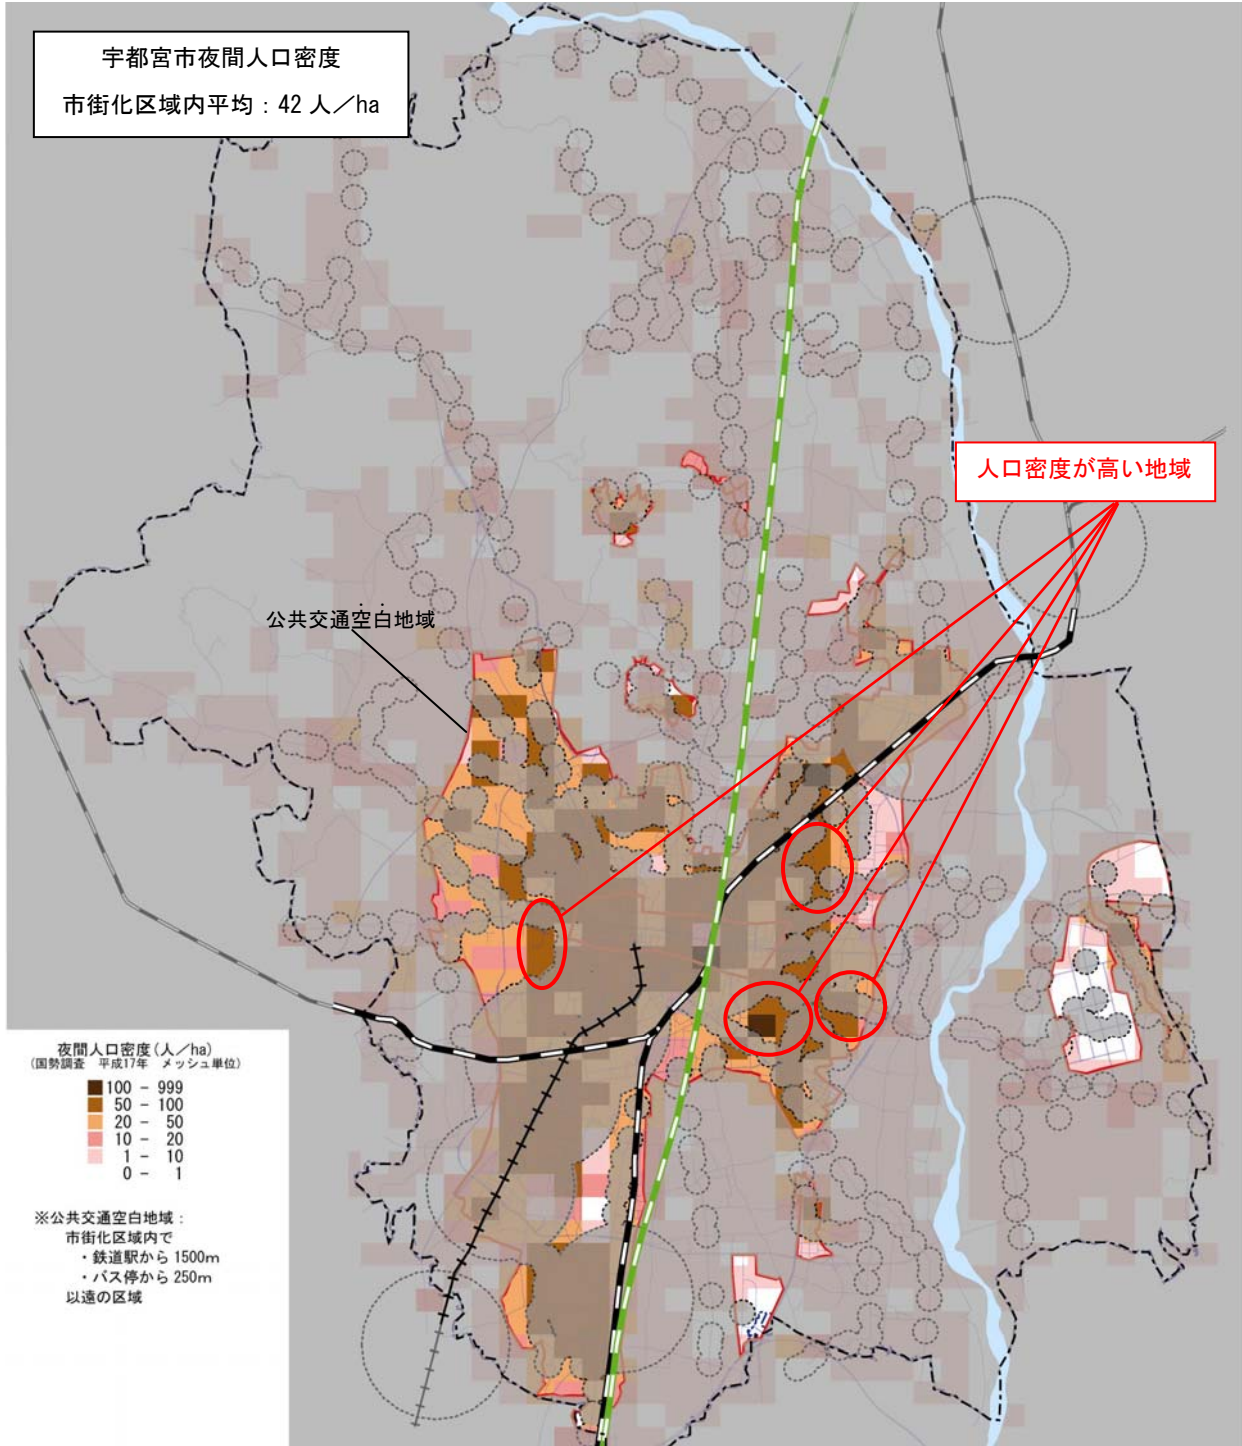 宇都宮市夜間人口密度
市街化区域内平均：42 人／ha
人口密度が高い地域
公共交通空白地域
夜間人口密度(人／ha)
(国勢調査　平成17年　メッシュ単位)
100 - 999
50 - 100
20 - 50
10 - 20
1 - 10
0 - 1
※公共交通空白地域：
市街化区域内で
・鉄道駅から 1500m
・バス停から 250m
以遠の区域